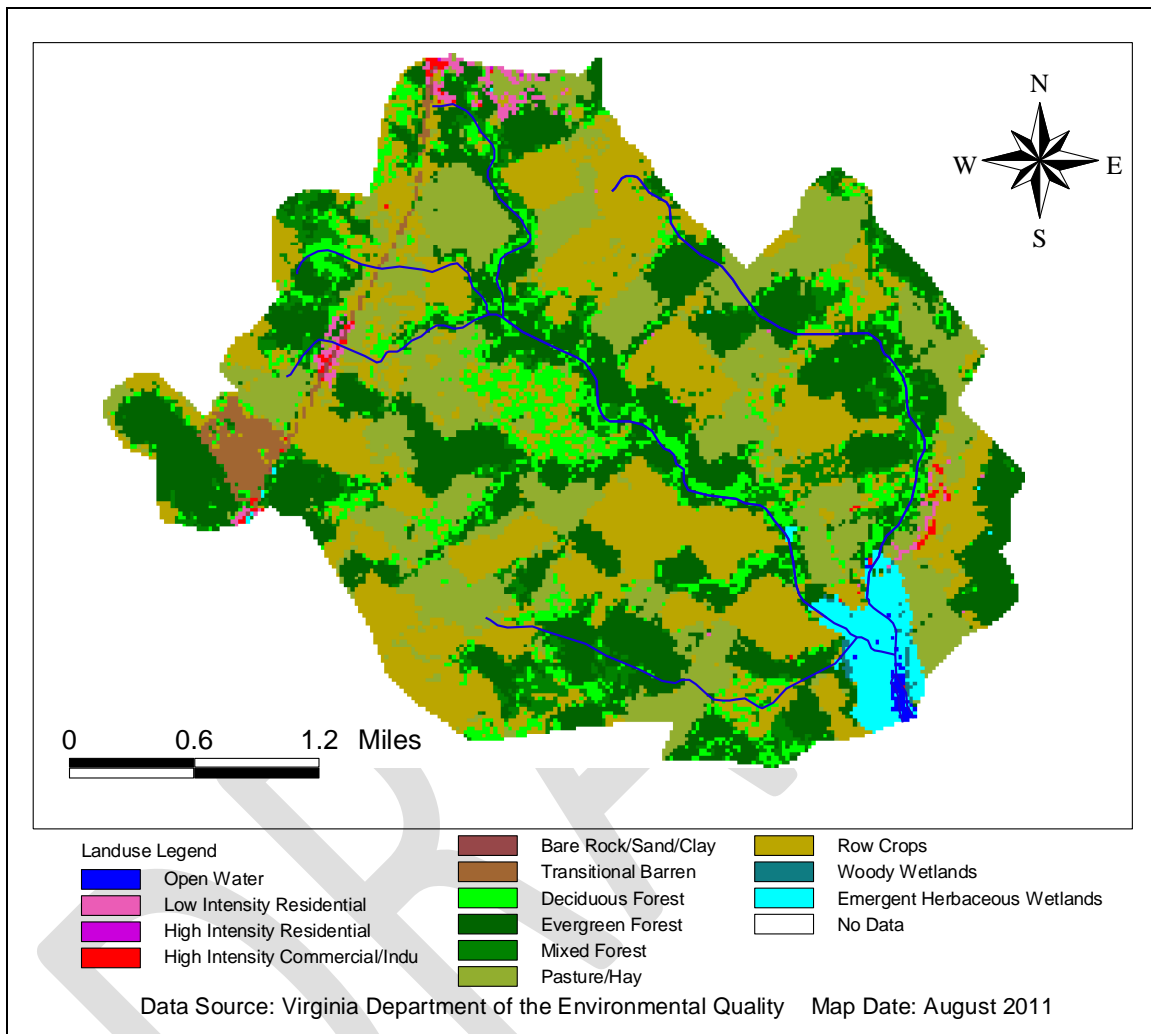 N
W E
S
0 0.6 1.2 Miles
Landuse Legend
Open Water
Low Intensity Residential
High Intensity Residential
High Intensity Commercial/Indu
Bare Rock/Sand/Clay
Transitional Barren
Deciduous Forest
Evergreen Forest
Mixed Forest
Pasture/Hay
Row Crops
Woody Wetlands
Emergent Herbaceous Wetlands
No Data
Data Source: Virginia Department of the Environmental Quality Map Date: August 2011